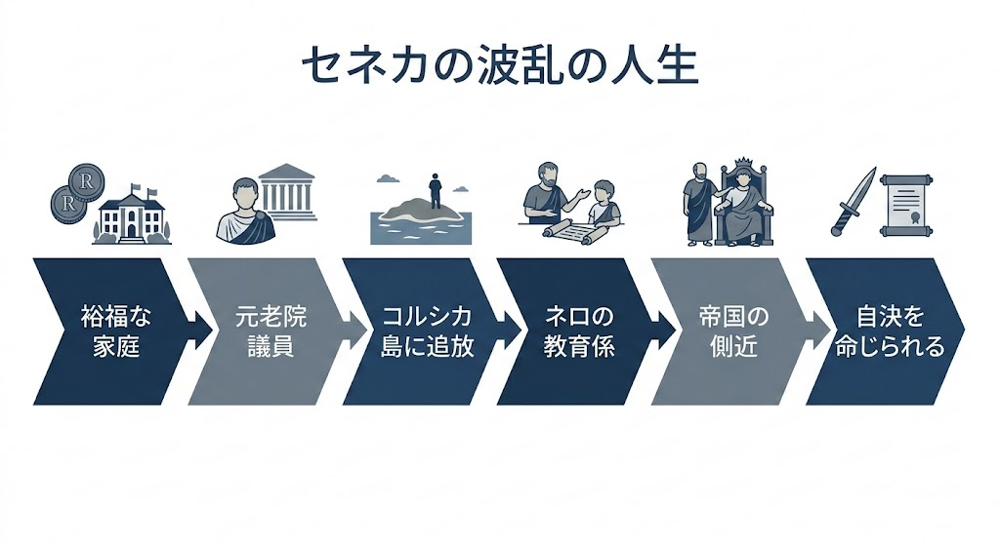 セネカの波乱の人生
R
R
裕福な
家庭
元老院
議員
コルシカ
島に追放
ネロの
教育係
帝国の
側近
自決を
命じられる